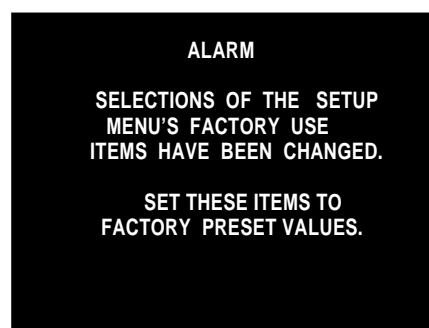 ALARM
SELECTIONS OF THE SETUP
MENU'S FACTORY USE
ITEMS HAVE BEEN CHANGED.
SET THESE ITEMS TO
FACTORY PRESET VALUES.